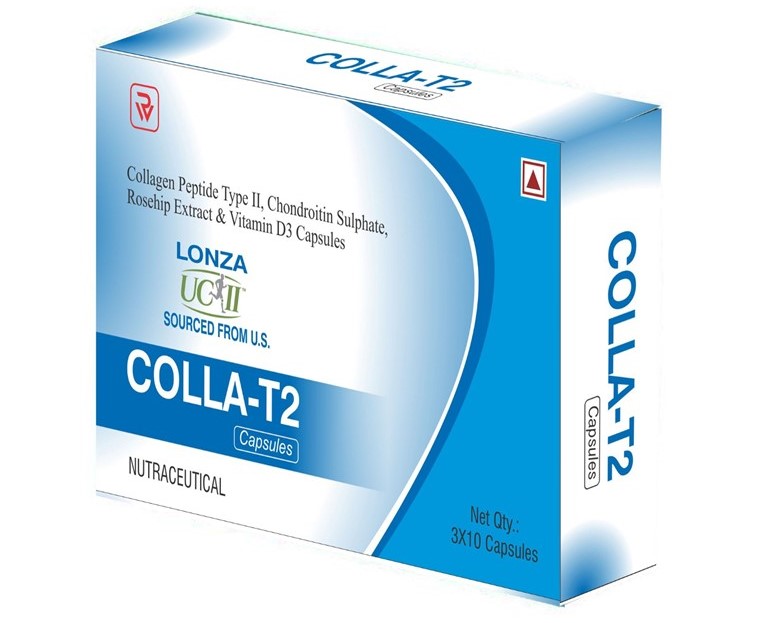 COLLA-T2
Capsules
Collagen Peptide Type II, Chondroitin Sulphate,
Rosehip Extract & Vitamin D3 Capsules
LONZA
UC II™
SOURCED FROM U.S.
COLLA-T2
Capsules
NUTRACEUTICAL
Net Qty.:
3X10 Capsules
COLLA-T2
Capsules